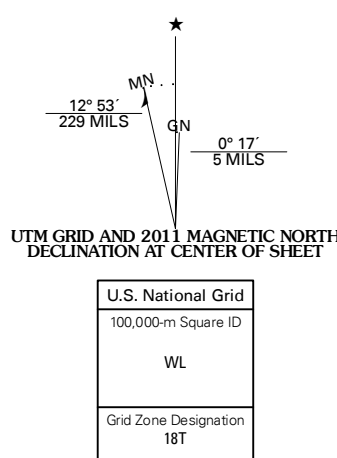 ★
MN
12° 53´
229 MILS
GN
0° 17´
5 MILS
UTM GRID AND 2011 MAGNETIC NORTH
DECLINATION AT CENTER OF SHEET
U.S. National Grid
100,000-m Square ID
WL
Grid Zone Designation
18T